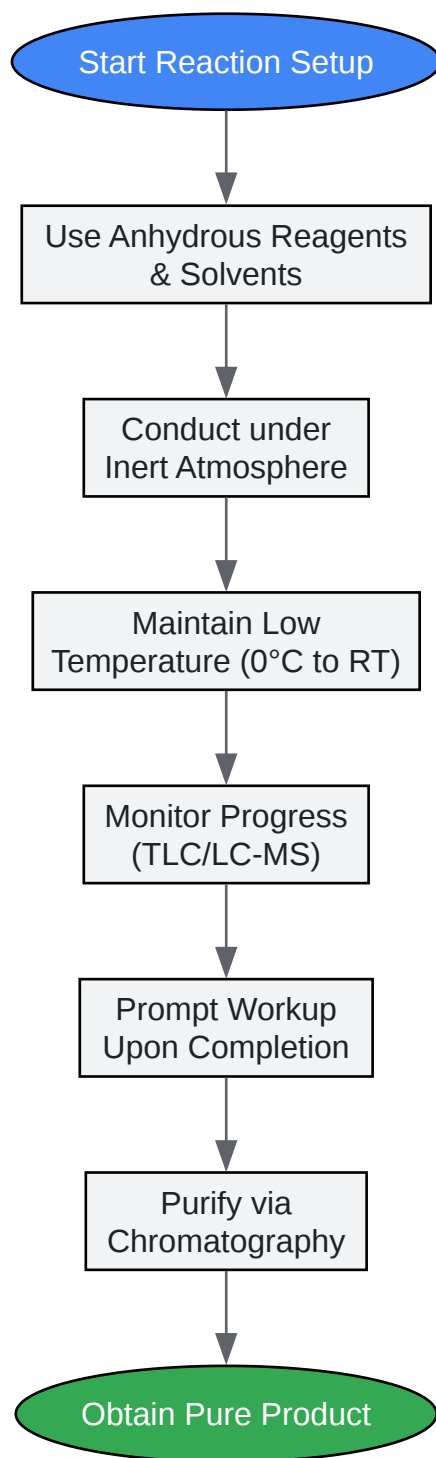 Start Reaction Setup
Use Anhydrous Reagents
& Solvents
Conduct under
Inert Atmosphere
Maintain Low
Temperature (0°C to RT)
Monitor Progress
(TLC/LC-MS)
Prompt Workup
Upon Completion
Purify via
Chromatography
Obtain Pure Product